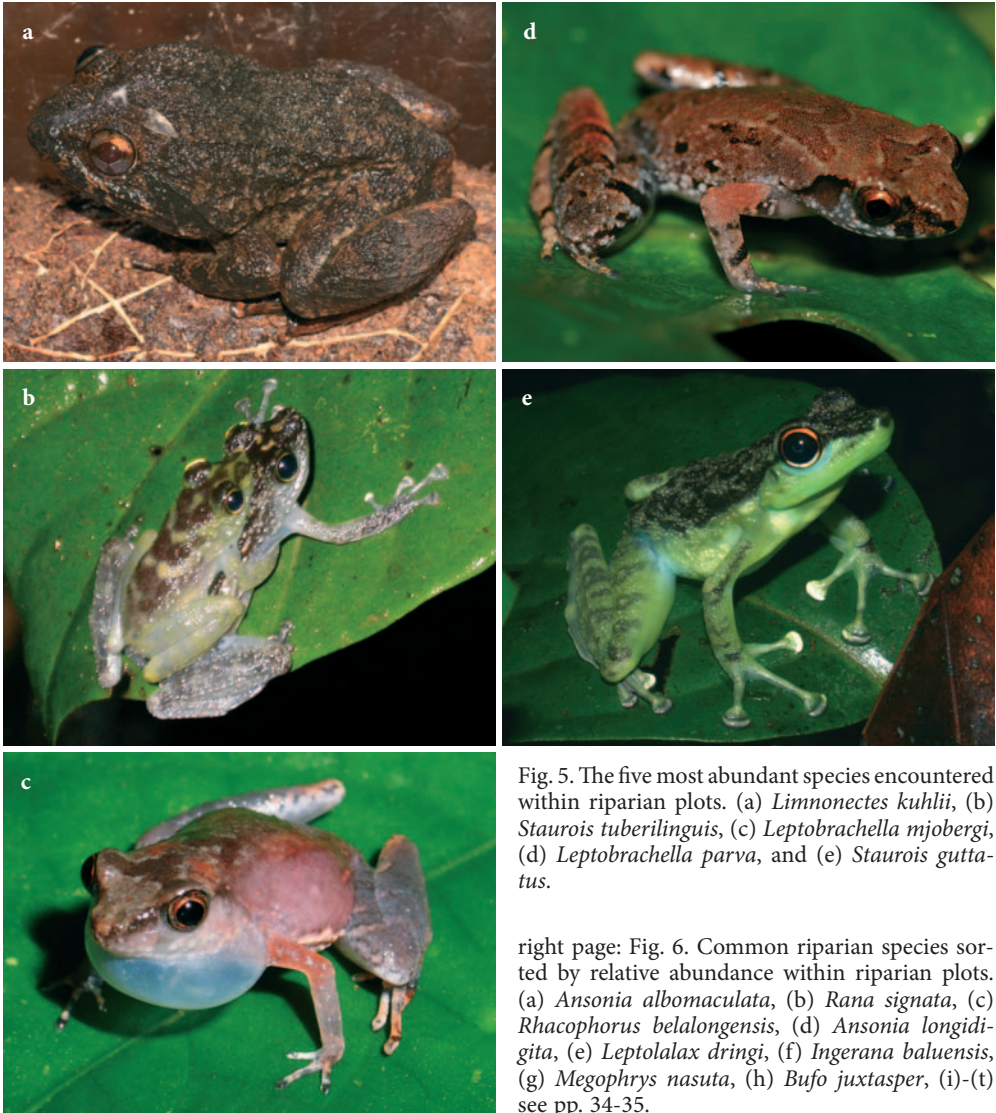 a
d
b
e
c
Fig. 5. The five most abundant species encountered
within riparian plots. (a) Limnonectes kuhlii, (b)
Staurois tuberilinguis, (c) Leptobrachella mjobergi,
(d) Leptobrachella parva, and (e) Staurois gutta-
tus.
right page: Fig. 6. Common riparian species sor-
ted by relative abundance within riparian plots.
(a) Ansonia albomaculata, (b) Rana signata, (c)
Rhacophorus belalongensis, (d) Ansonia longidi-
gita, (e) Leptolalax dringi, (f) Ingerana baluensis,
(g) Megophrys nasuta, (h) Bufo juxtasper, (i)-(t)
see pp. 34-35.